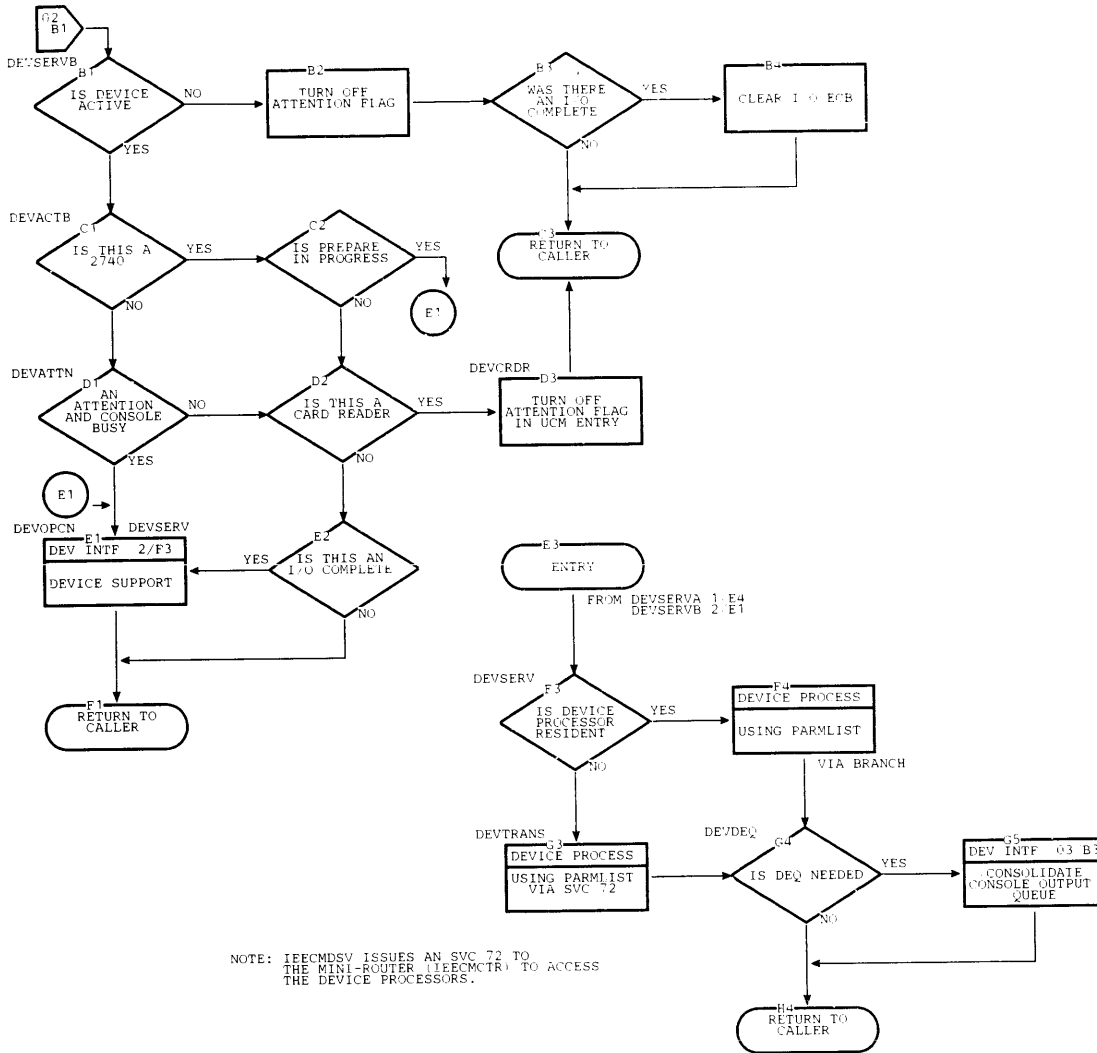 02
B1
DEVSERVB
B1
IS DEVICE
ACTIVE
NO
YES
B2
TURN OFF
ATTENTION FLAG
B3
WAS THERE
AN I/O
COMPLETE
YES
NO
B4
CLEAR I O ECB
DEVACTB
C1
IS THIS A
2740
YES
NO
C2
IS PREPARE
IN PROGRESS
YES
NO
E1
C3
RETURN TO
CALLER
DEVATTN
D1
AN
ATTENTION
AND CONSOLE
BUSY
NO
YES
D2
IS THIS A
CARD READER
YES
NO
DEVCRDR
D3
TURN OFF
ATTENTION FLAG
IN UCM ENTRY
E1
DEVOPCN
DEVSERV
E1
DEV INTF 2/F3
DEVICE SUPPORT
E2
IS THIS AN
I/O COMPLETE
YES
NO
F1
RETURN TO
CALLER
E3
ENTRY
FROM DEVSERVA 1/E4
DEVSERVB 2/E1
DEVSERV
F3
IS DEVICE
PROCESSOR
RESIDENT
YES
NO
F4
DEVICE PROCESS
USING PARMLIST
VIA BRANCH
DEVTRANS
G3
DEVICE PROCESS
USING PARMLIST
VIA SVC 72
DEVDEQ
G4
IS DEQ NEEDED
YES
NO
G5
DEV INTF 03 B3
CONSOLIDATE
CONSOLE OUTPUT
QUEUE
NOTE: IEECMDSV ISSUES AN SVC 72 TO
THE MINI-ROUTER (IEECMCTR) TO ACCESS
THE DEVICE PROCESSORS.
H4
RETURN TO
CALLER